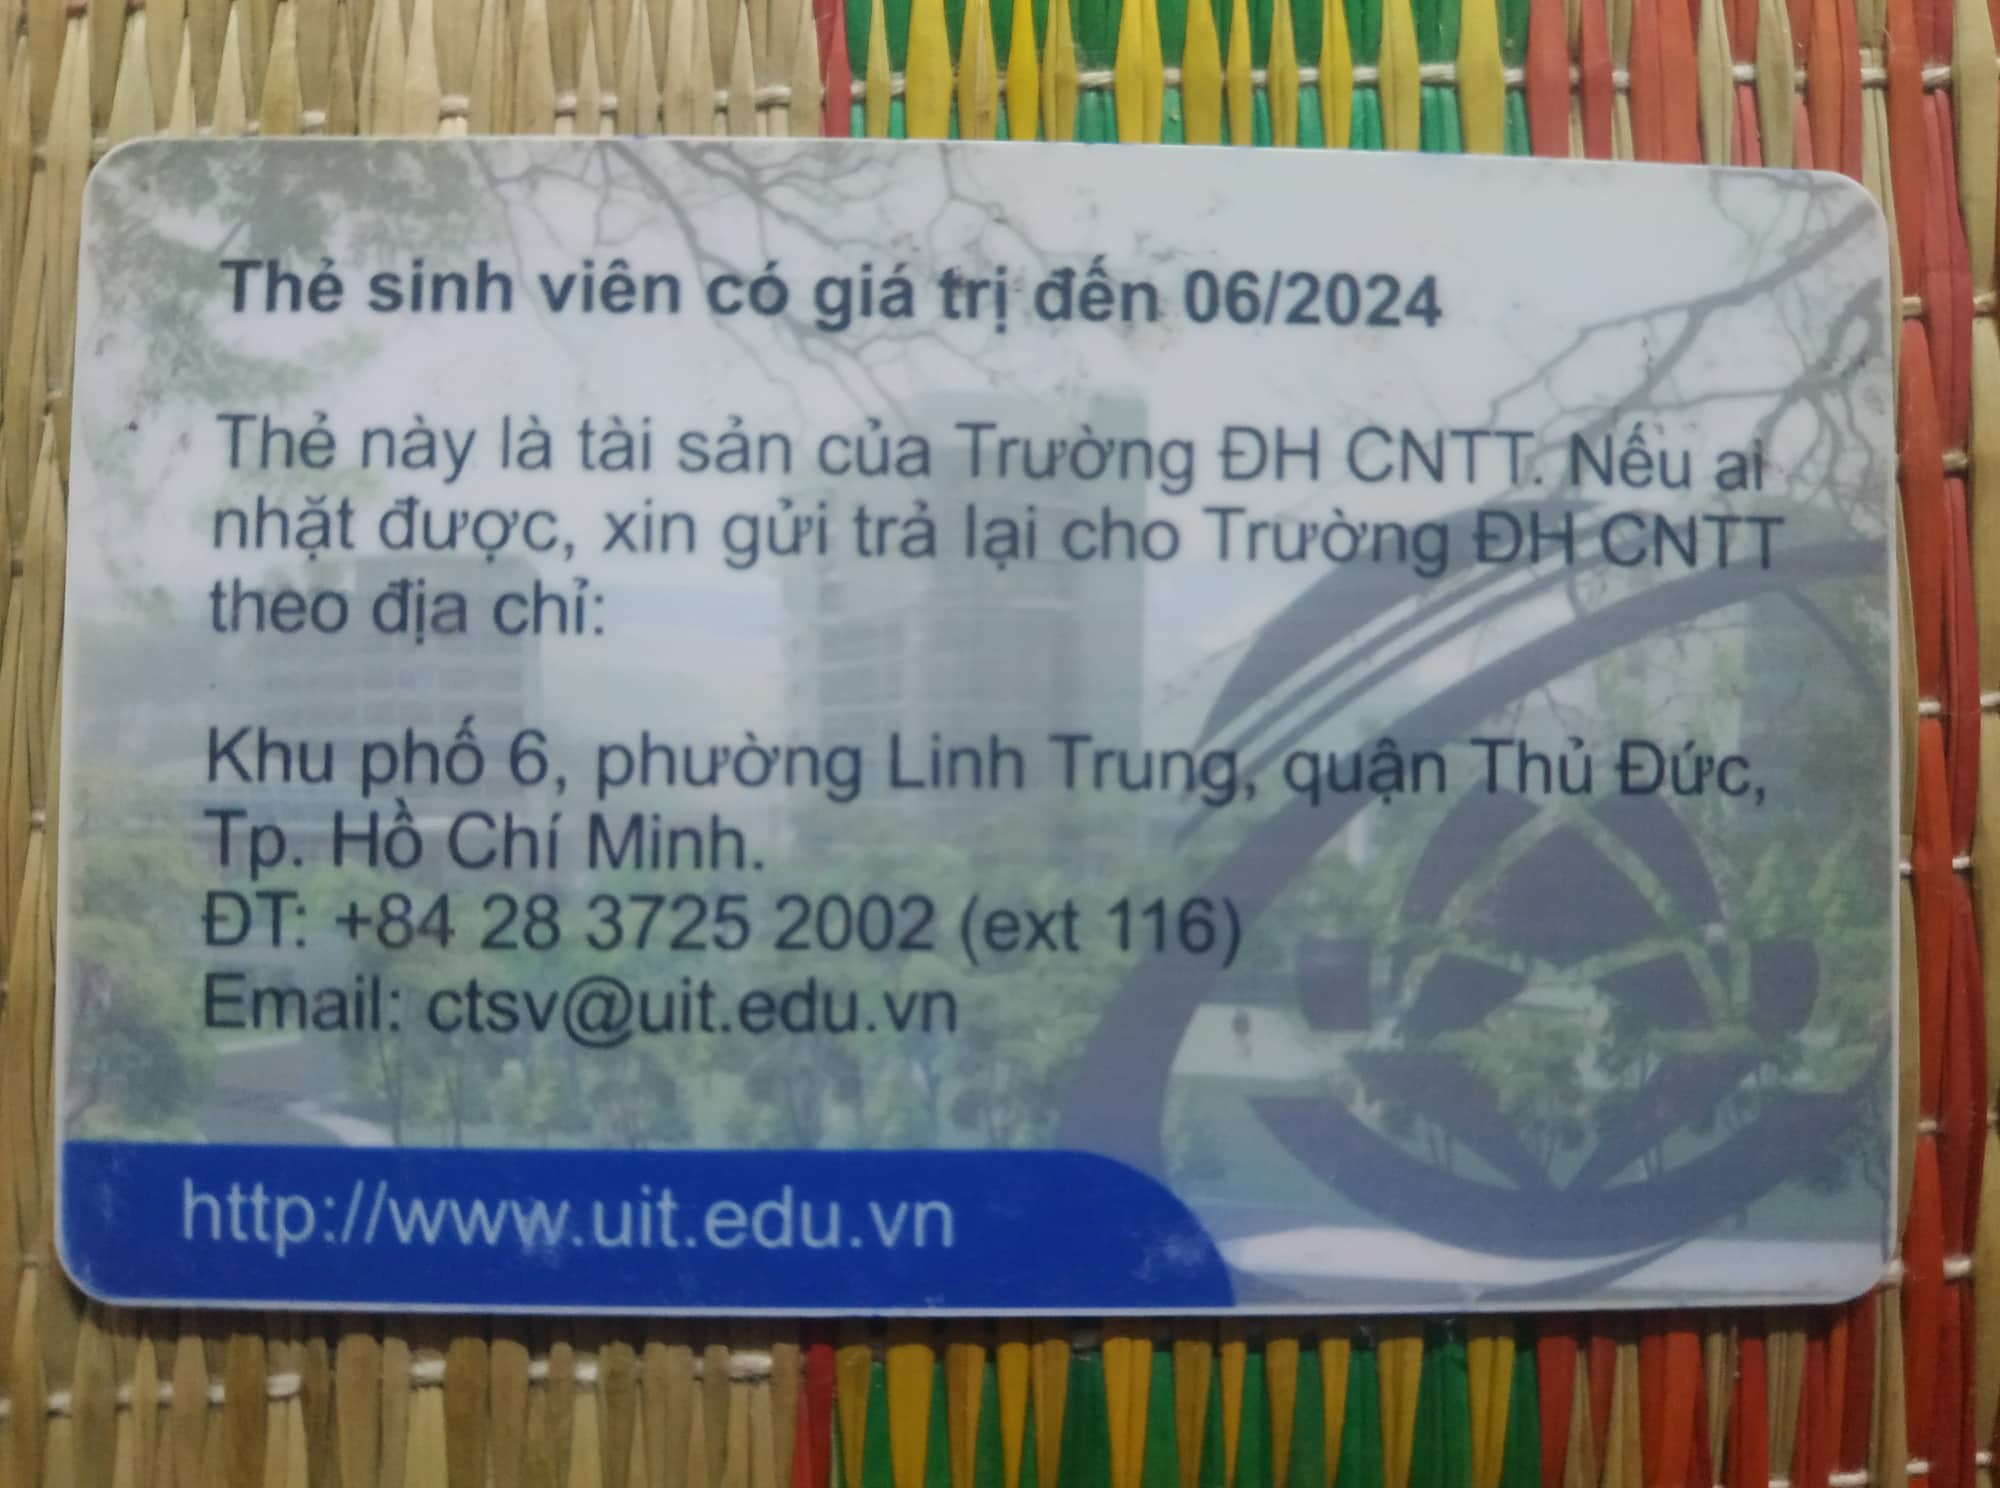 Thẻ sinh viên có giá trị đến 06/2024
Thẻ này là tài sản của Trường ĐH CNTT. Nếu ai
nhặt được, xin gửi trả lại cho Trường ĐH CNTT
theo địa chỉ:
Khu phố 6, phường Linh Trung, quận Thủ Đức,
Tp. Hồ Chí Minh.
ĐT: +84 28 3725 2002 (ext 116)
Email: ctsv@uit.edu.vn
http://www.uit.edu.vn